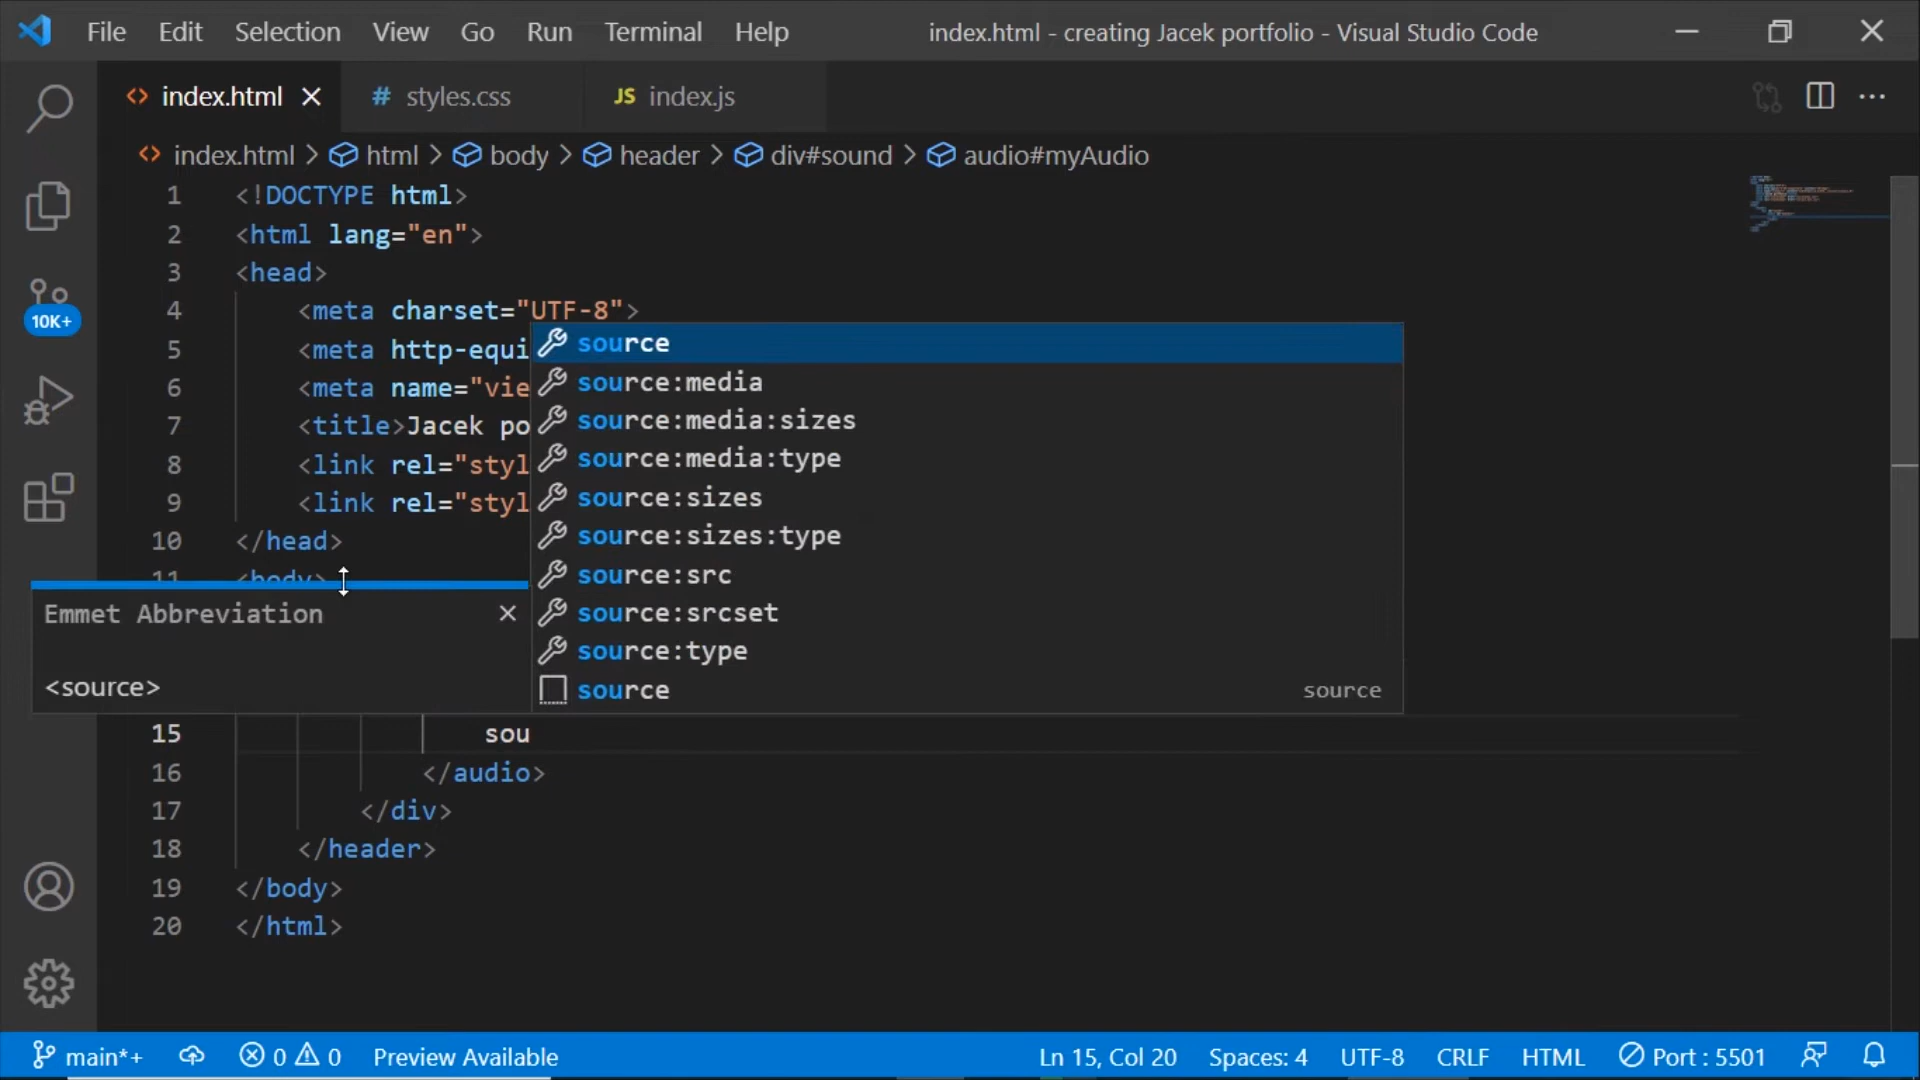 File Edit Selection View Go Run Terminal Help index.html - creating Jacek portfolio - Visual Studio Code
index.html # styles.css JS index.js
index.html > html > body > header > div#sound > audio#myAudio
1 <!DOCTYPE html>
2 <html lang="en">
3 <head>
4 <meta charset="UTF-8">
5 <meta http-equi
6 <meta name="vie
7 <title>Jacek po
8 <link rel="styl
9 <link rel="styl
10 </head>
11 <body>
source
source:media
source:media:sizes
source:media:type
source:sizes
source:sizes:type
source:src
source:srcset
source:type
source source
Emmet Abbreviation
<source>
15 sou
16 </audio>
17 </div>
18 </header>
19 </body>
20 </html>
10K+
main*+ 0 0 Preview Available Ln 15, Col 20 Spaces: 4 UTF-8 CRLF HTML Port : 5501